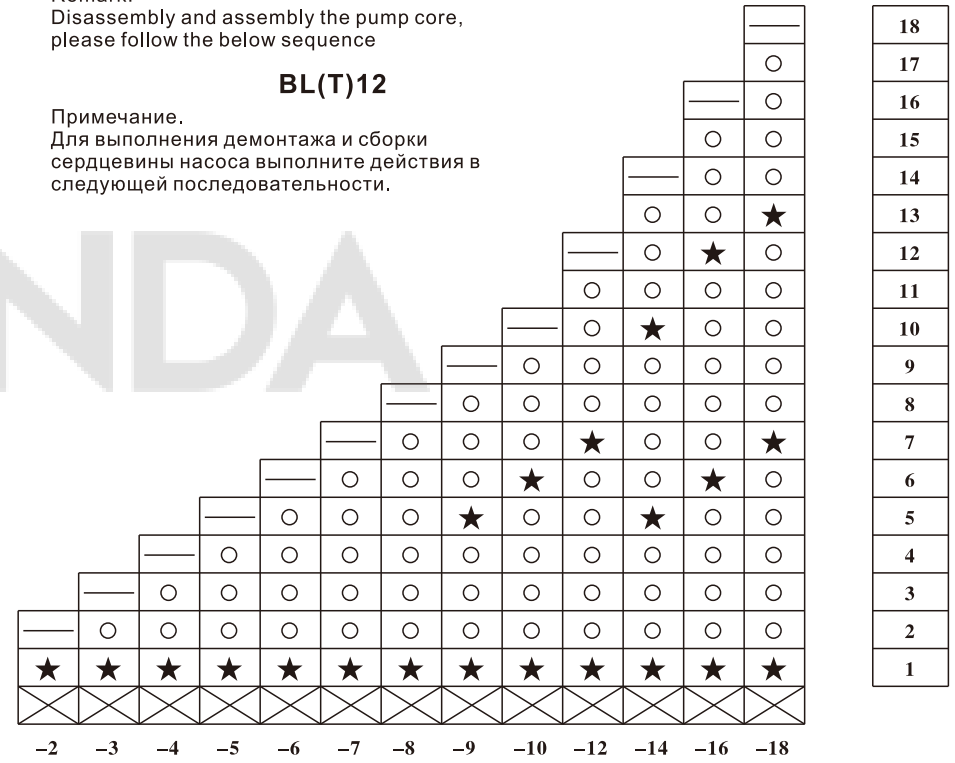 Remark:
Disassembly and assembly the pump core,
please follow the below sequence
BL(T)12
Примечание.
Для выполнения демонтажа и сборки
сердцевины насоса выполните действия в
следующей последовательности.
NDA
18
17
16
15
14
13
12
11
10
9
8
7
6
5
4
3
2
1
–2 –3 –4 –5 –6 –7 –8 –9 –10 –12 –14 –16 –18